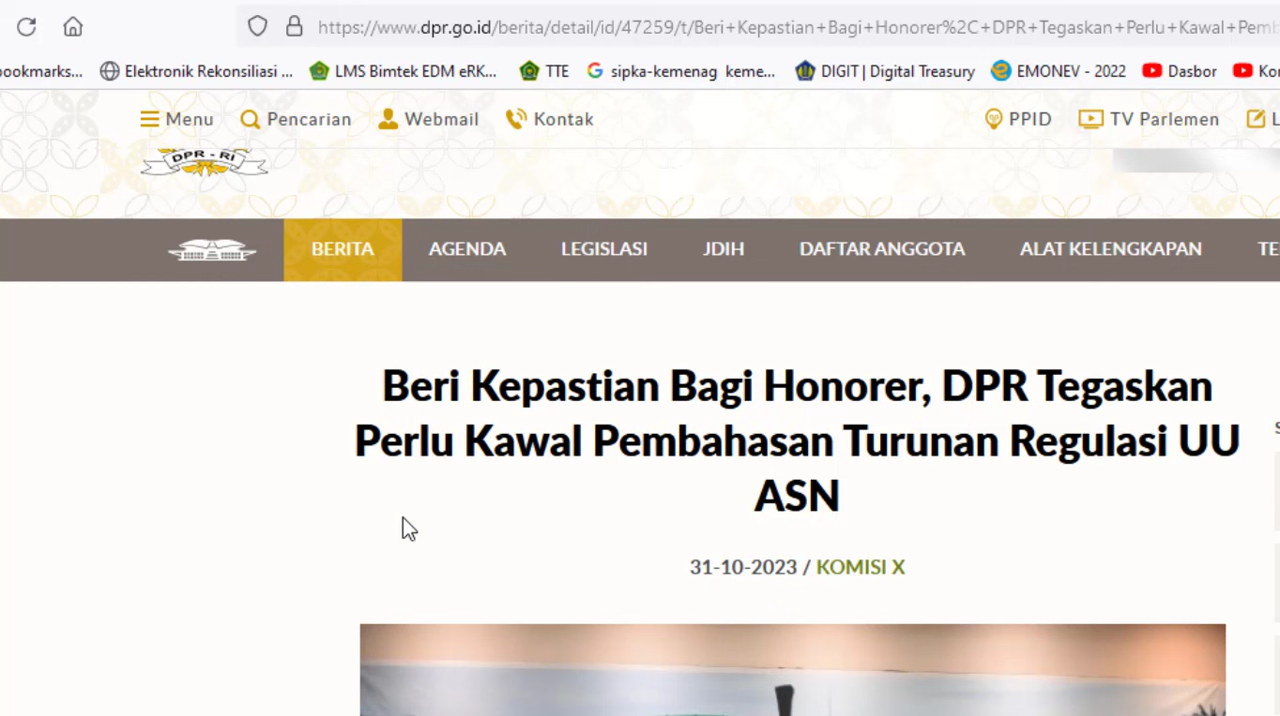 https://www.dpr.go.id/berita/detail/id/47259/t/Beri+Kepastian+Bagi+Honorer%2C+DPR+Tegaskan+Perlu+Kawal+Pemb
bookmarks... Elektronik Rekonsiliasi ... LMS Bimtek EDM eRK... TTE sipka-kemenag keme... DIGIT | Digital Treasury EMONEV - 2022 Dasbor
Menu Pencarian Webmail Kontak PPID TV Parlemen
DPR - RI
BERITA AGENDA LEGISLASI JDIH DAFTAR ANGGOTA ALAT KELENGKAPAN
Beri Kepastian Bagi Honorer, DPR Tegaskan
Perlu Kawal Pembahasan Turunan Regulasi UU
ASN
31-10-2023 / KOMISI X